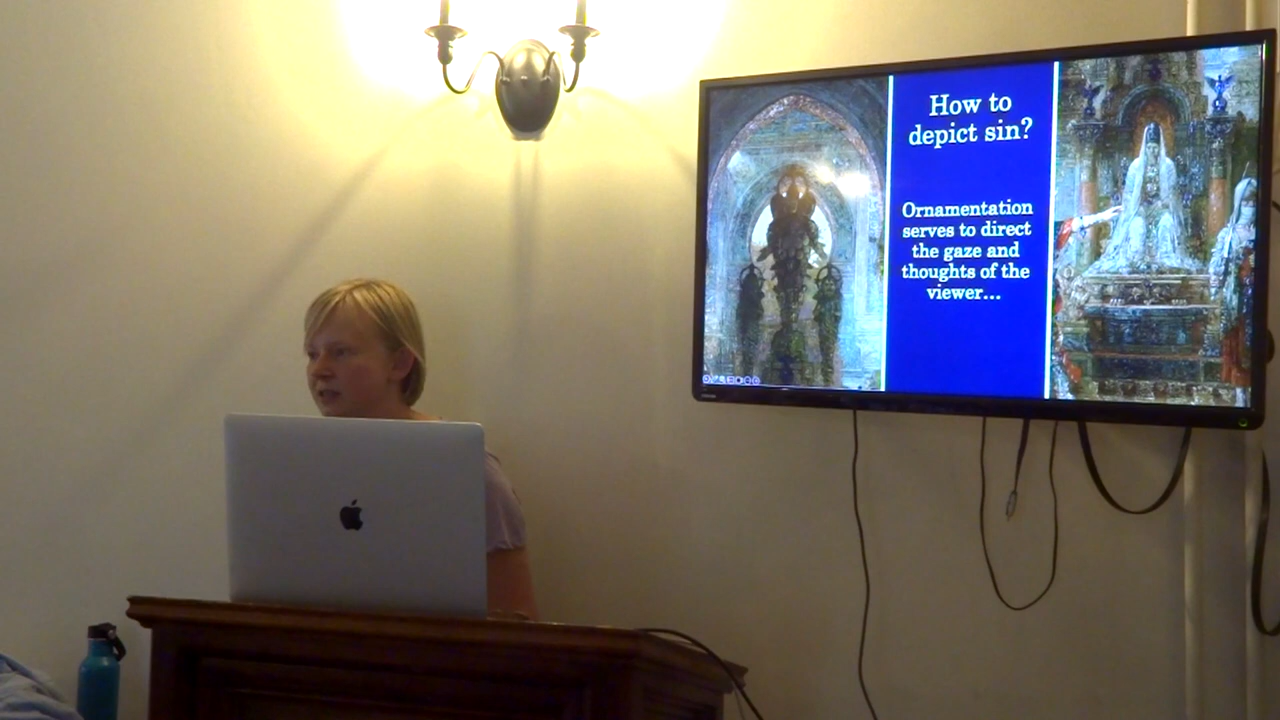 How to
depict sin?
Ornamentation
serves to direct
the gaze and
thoughts of the
viewer...